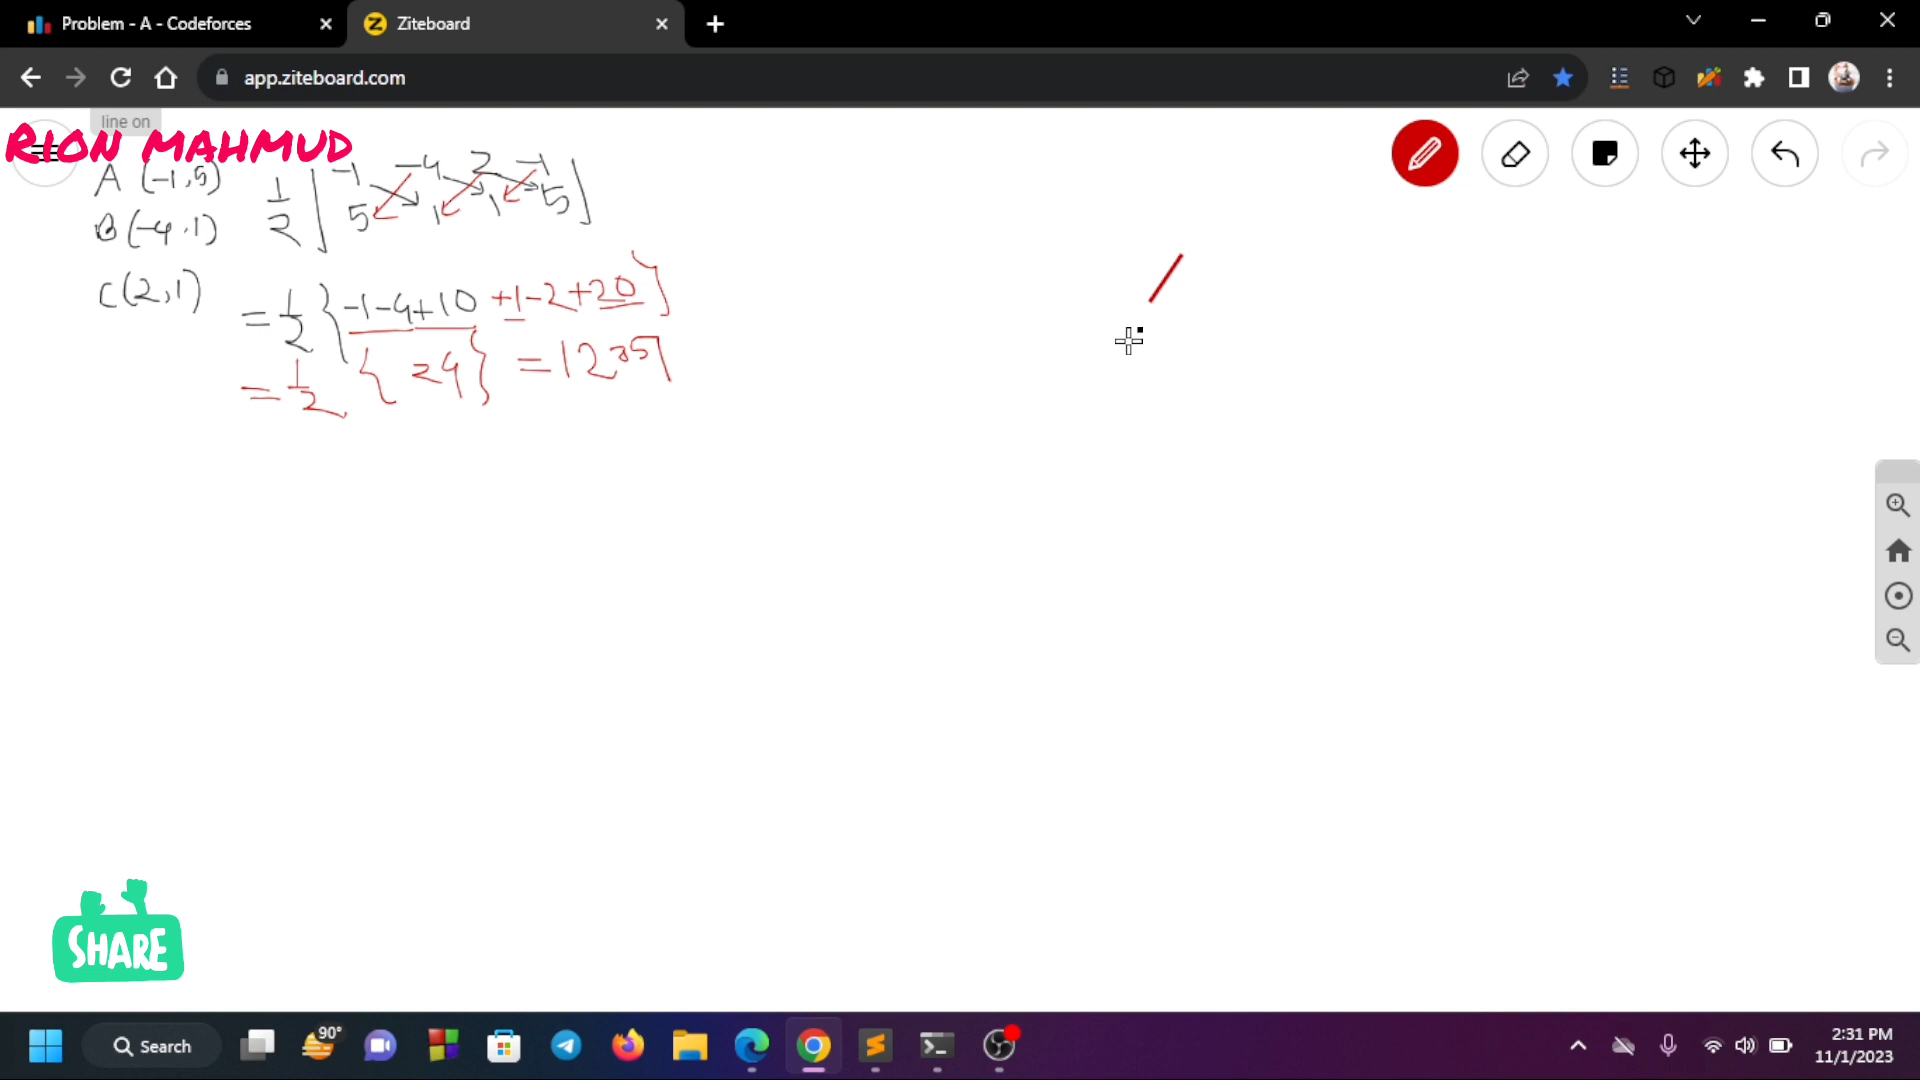 Problem - A - Codeforces
Ziteboard
app.ziteboard.com
line on
Rion mahmud
A (-1,5)
B (-4,1)
C (2,1)
1/2 | -1 -4 2 -1
5 1 1 5 |
= 1/2 { -1-4+10 +1-2+20 }
= 1/2 { 24 } = 12
SHARE
90°
Search
2:31 PM
11/1/2023